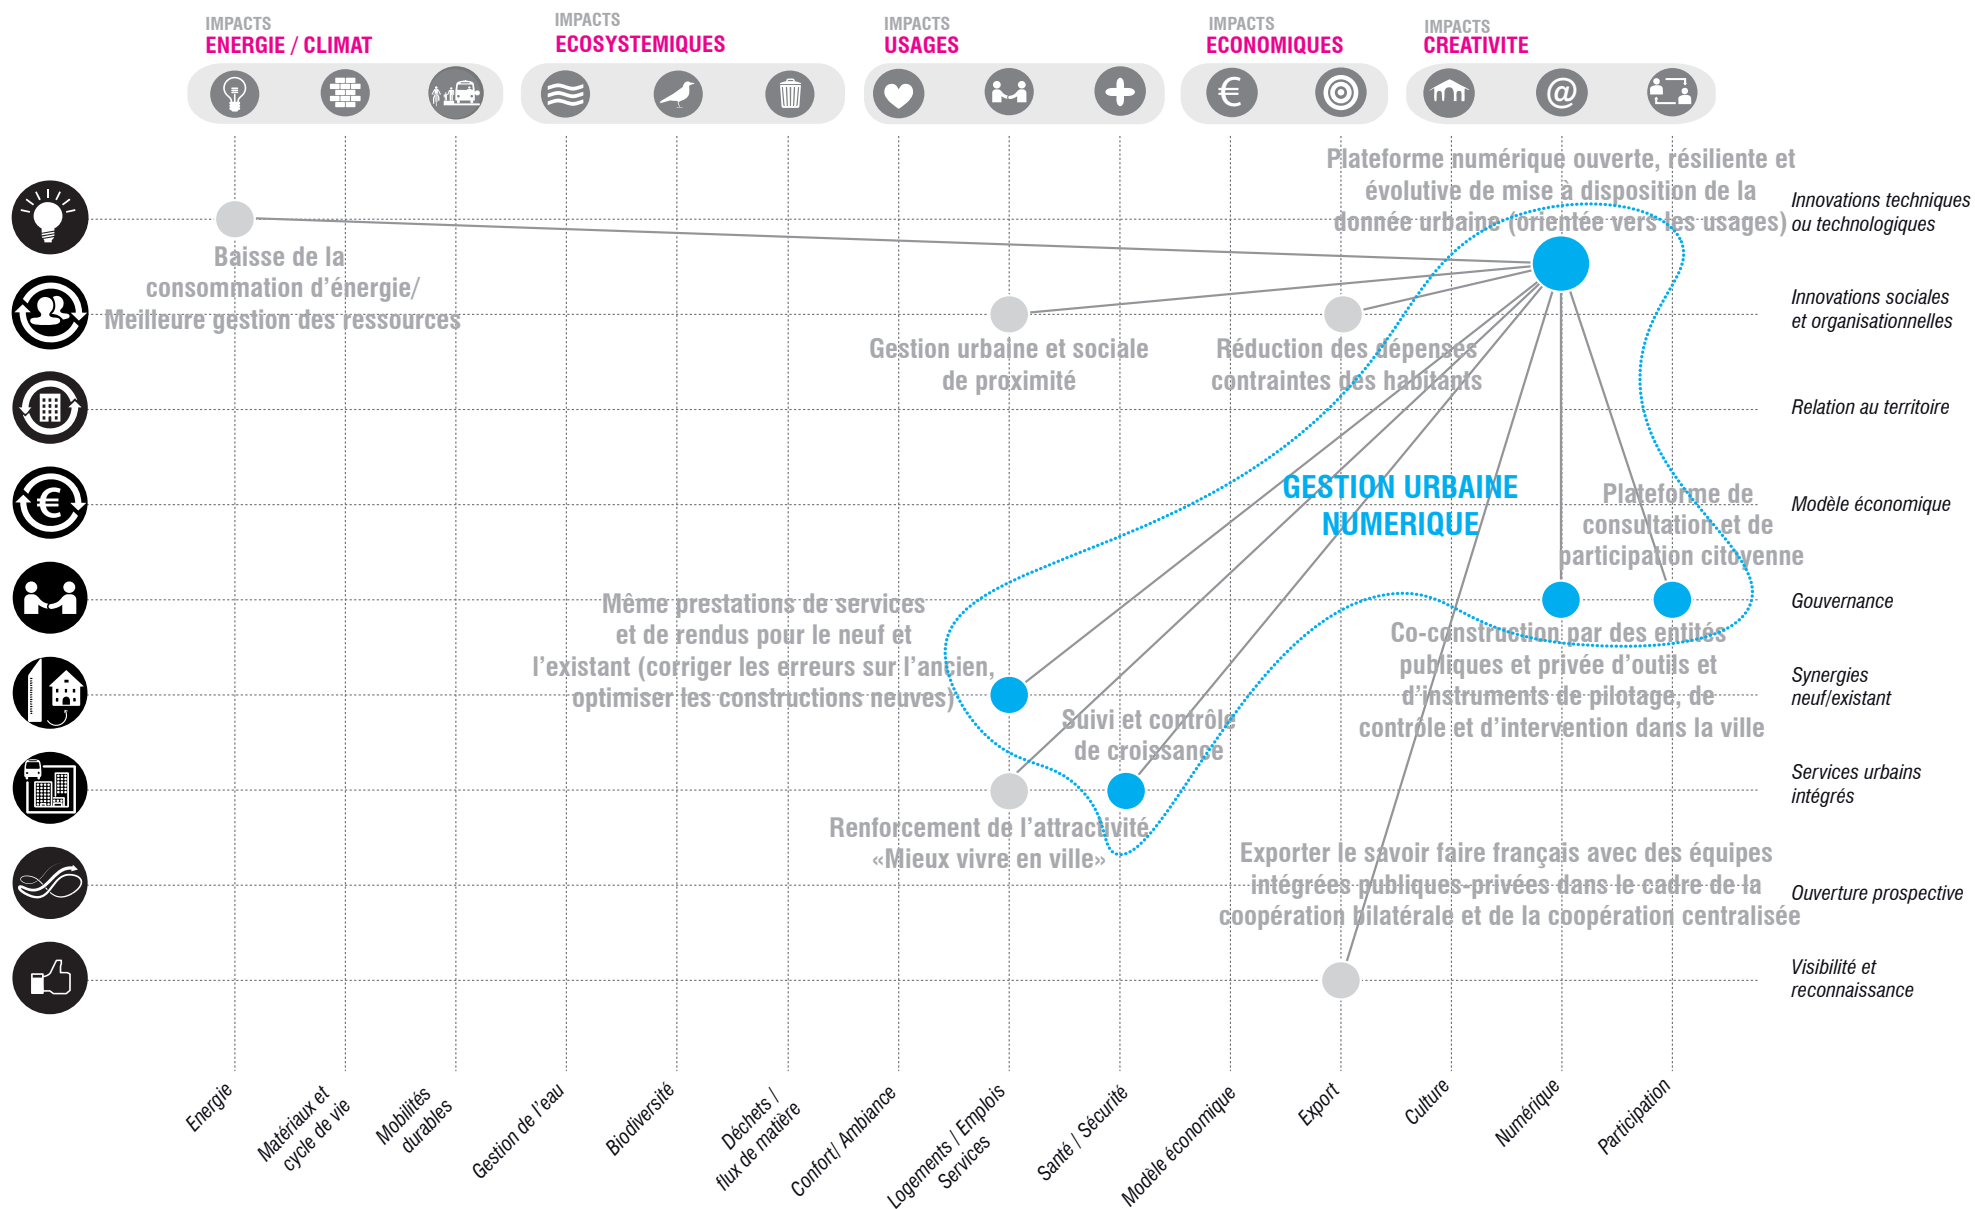 IMPACTS
ENERGIE / CLIMAT
IMPACTS
ECOSYSTEMIQUES
IMPACTS
USAGES
IMPACTS
ECONOMIQUES
IMPACTS
CREATIVITE
€
@
Plateforme numérique ouverte, résiliente et
évolutive de mise à disposition de la
donnée urbaine (orientée vers les usages)
Innovations techniques
ou technologiques
Baisse de la
consommation d’énergie/
Meilleure gestion des ressources
Innovations sociales
et organisationnelles
Gestion urbaine et sociale
de proximité
Réduction des dépenses
contraintes des habitants
Relation au territoire
€
GESTION URBAINE
NUMERIQUE
Modèle économique
Plateforme de
consultation et de
participation citoyenne
Gouvernance
Même prestations de services
et de rendus pour le neuf et
l’existant (corriger les erreurs sur l’ancien,
optimiser les constructions neuves)
Co-construction par des entités
publiques et privée d’outils et
d’instruments de pilotage, de
contrôle et d’intervention dans la ville
Synergies
neuf/existant
Suivi et contrôle
de croissance
Services urbains
intégrés
Renforcement de l’attractivité
«Mieux vivre en ville»
Exporter le savoir faire français avec des équipes
intégrées publiques-privées dans le cadre de la
coopération bilatérale et de la coopération centralisée
Ouverture prospective
Visibilité et
reconnaissance
Energie
Matériaux et
cycle de vie
Mobilités
durables
Gestion de l’eau
Biodiversité
Déchets /
flux de matière
Confort/ Ambiance
Logements / Emplois
Services
Santé / Sécurité
Modèle économique
Export
Culture
Numérique
Participation